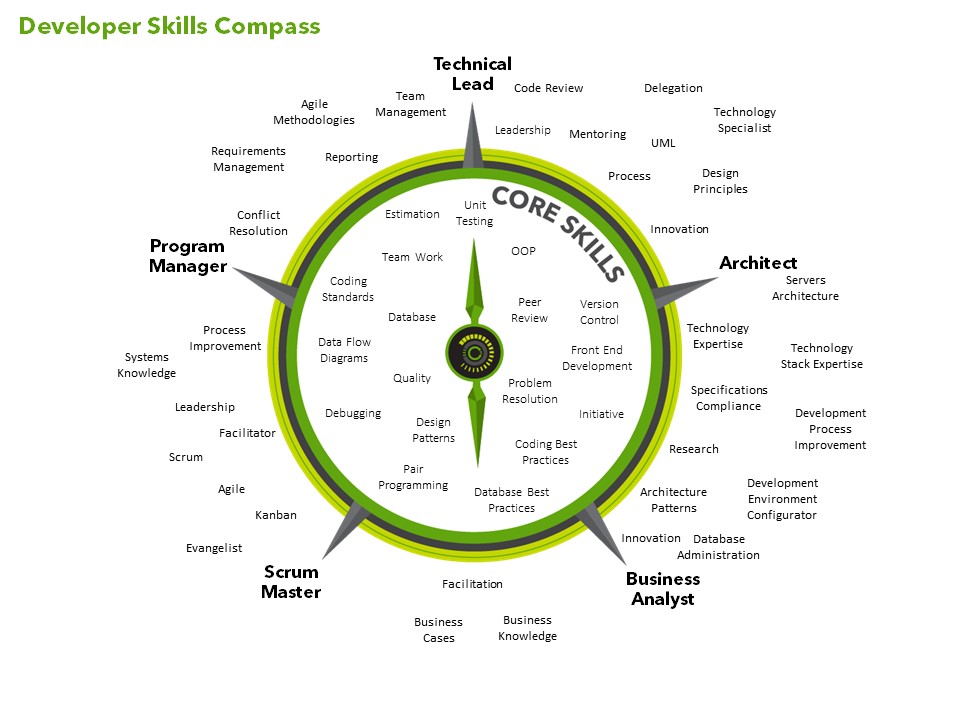 Developer Skills Compass
Technical
Lead
Code Review
Delegation
Team
Management
Agile
Methodologies
Technology
Specialist
Leadership
Mentoring
UML
Requirements
Management
Reporting
Process
Design
Principles
Conflict
Resolution
Innovation
Program
Manager
Architect
Servers
Architecture
CORE SKILLS
Unit
Testing
Estimation
Team Work
OOP
Coding
Standards
Database
Peer
Review
Version
Control
Data Flow
Diagrams
Front End
Development
Quality
Problem
Resolution
Debugging
Design
Patterns
Initiative
Coding Best
Practices
Pair
Programming
Database Best
Practices
Process
Improvement
Systems
Knowledge
Leadership
Facilitator
Scrum
Agile
Kanban
Evangelist
Technology
Expertise
Technology
Stack Expertise
Specifications
Compliance
Development
Process
Improvement
Research
Architecture
Patterns
Development
Environment
Configurator
Innovation
Database
Administration
Scrum
Master
Business
Analyst
Facilitation
Business
Cases
Business
Knowledge